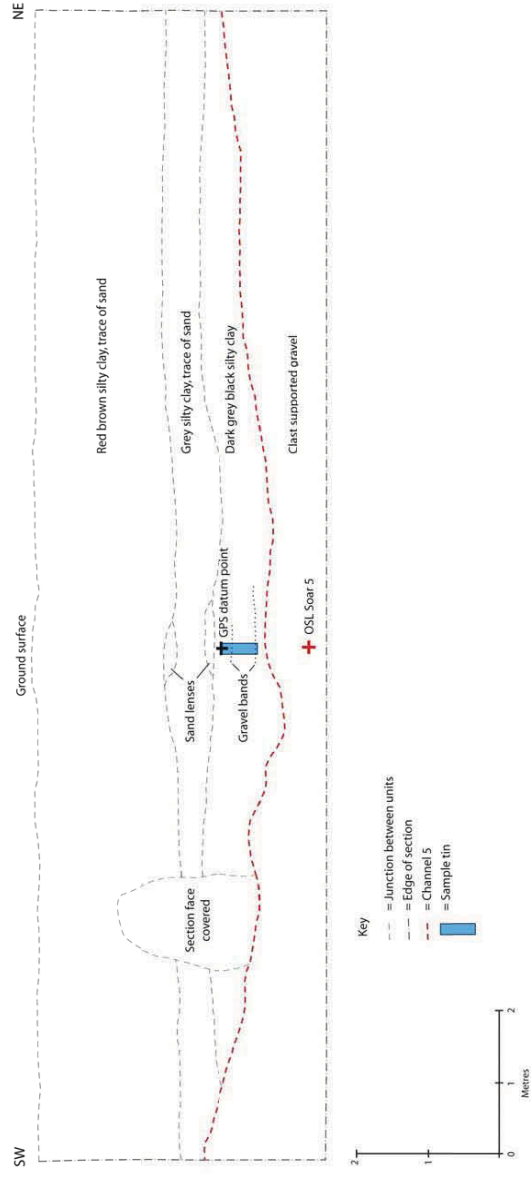 SW
Ground surface
NE
Red brown silty clay, trace of sand
Section face
covered
Sand lenses
Grey silty clay, trace of sand
GPS datum point
Gravel bands
Dark grey black silty clay
Clast supported gravel
OSL Soar 5
Key
= Junction between units
= Edge of section
= Channel 5
= Sample tin
2
1
0
1
2
Metres